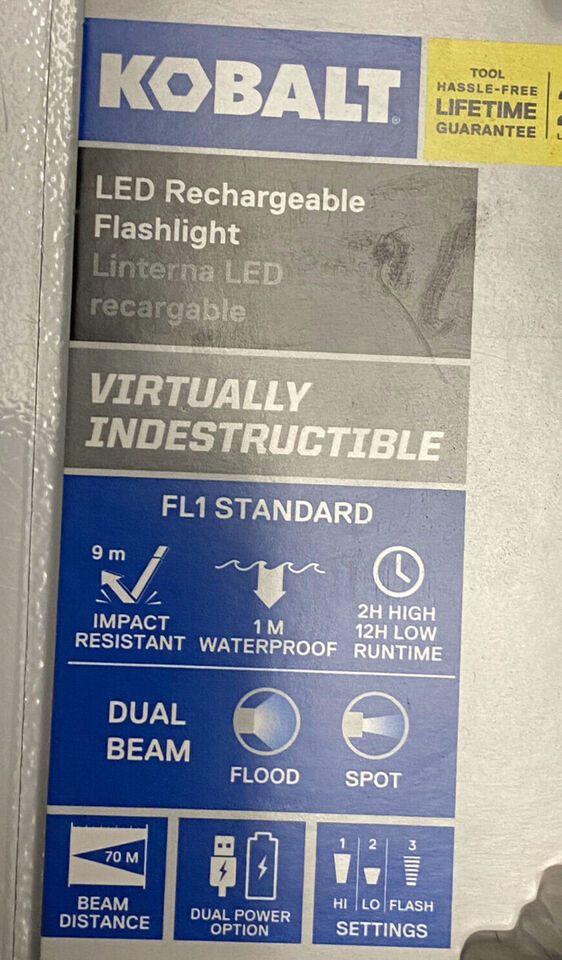 KOBALT®
TOOL
HASSLE-FREE
LIFETIME
GUARANTEE
LED Rechargeable
Flashlight
Linterna LED
recargable
VIRTUALLY
INDESTRUCTIBLE
FL1 STANDARD
9 m
IMPACT
RESISTANT
1 M
WATERPROOF
2H HIGH
12H LOW
RUNTIME
DUAL
BEAM
FLOOD
SPOT
70 M
BEAM
DISTANCE
DUAL POWER
OPTION
1 2 3
HI LO FLASH
SETTINGS